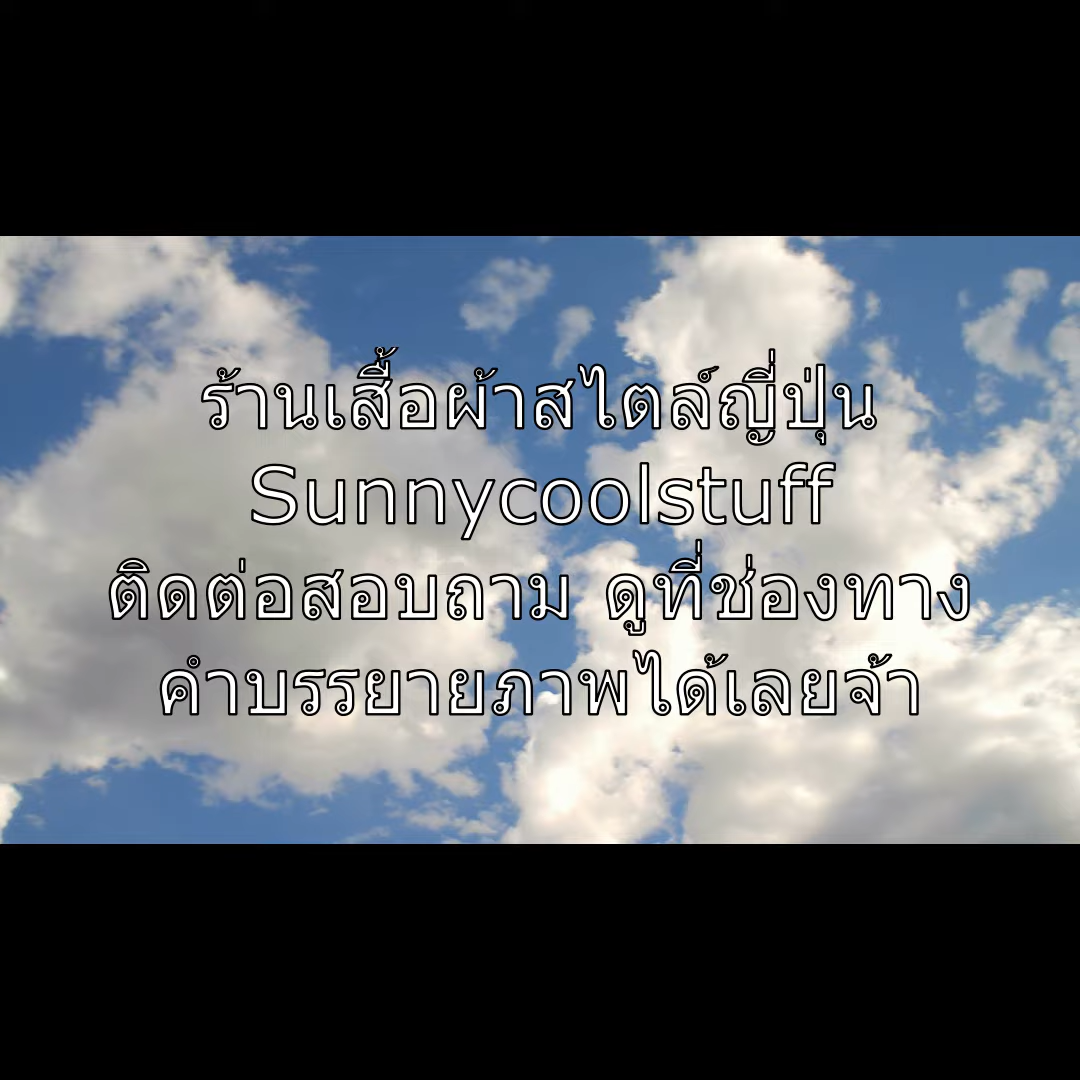 ร้านเสื้อผ้าสไตล์ญี่ปุ่น
Sunnycoolstuff
ติดต่อสอบถาม ดูที่ช่องทาง
คำบรรยายภาพได้เลยจ้า